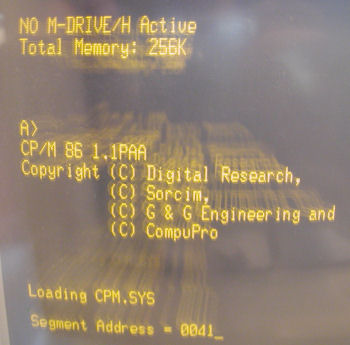 NO M-DRIVE/H Active
Total Memory: 256K
A>
CP/M 86 1.1PAA
Copyright (C) Digital Research,
(C) Sorcim,
(C) G & G Engineering and
(C) CompuPro
Loading CPM.SYS
Segment Address = 0041_